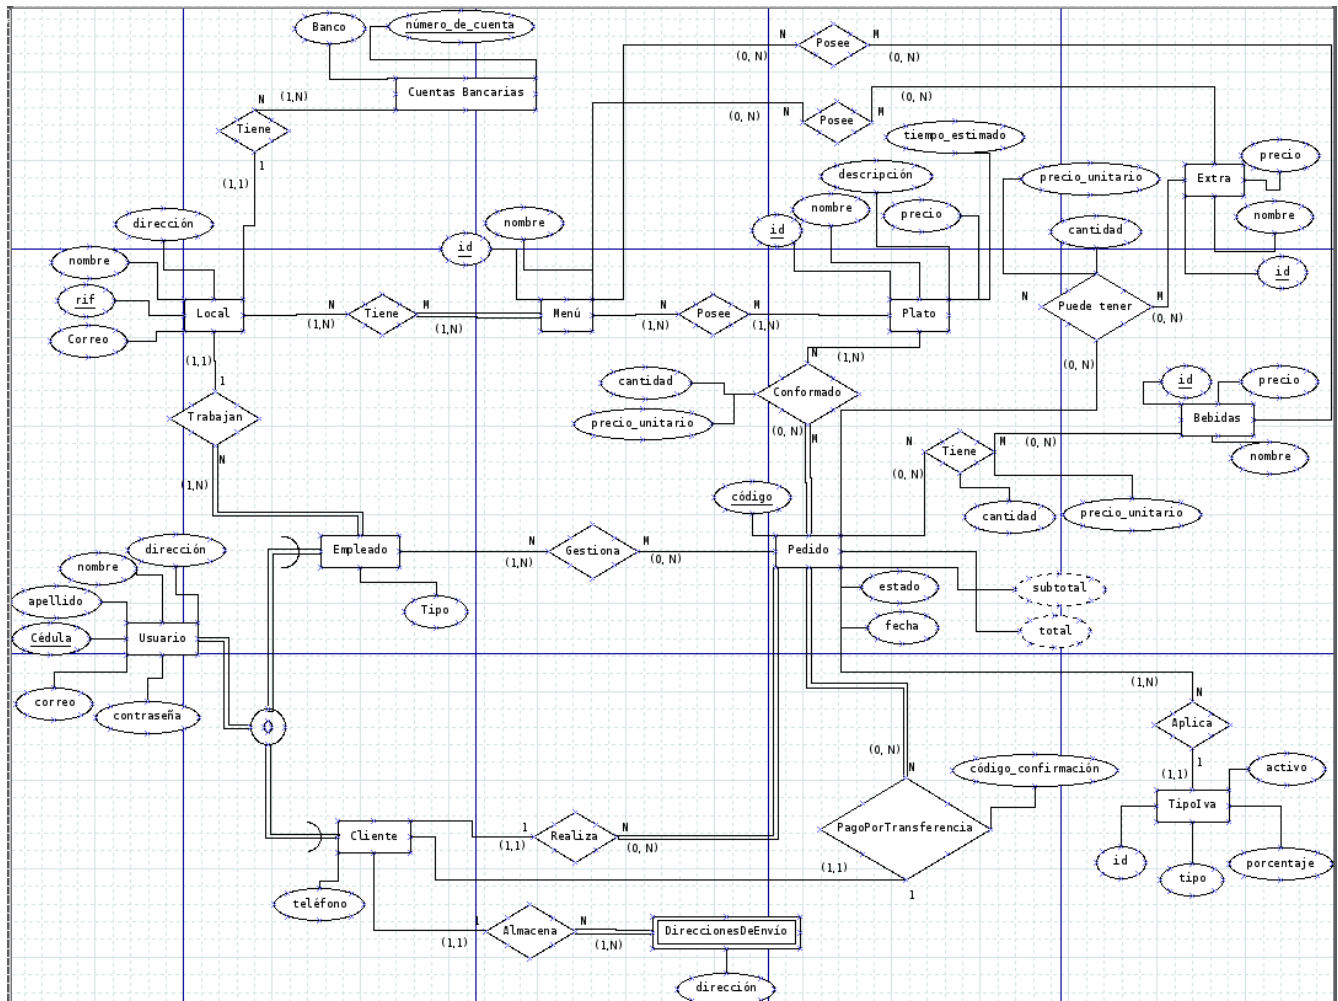 Banco
número_de_cuenta
Cuentas Bancarias
N
(1,N)
Tiene
1
(1,1)
N
(0, N)
Posee
M
(0, N)
N
(0, N)
Posee
M
(0, N)
tiempo_estimado
descripción
nombre
precio
id
precio_unitario
cantidad
Extra
precio
nombre
id
dirección
nombre
rif
Correo
Local
N
(1,N)
Tiene
M
(1,N)
id
nombre
Menú
N
(1,N)
Posee
M
(1,N)
Plato
N
Puede tener
M
(0, N)
(0, N)
(1,1)
1
Trabajan
N
(1,N)
N
(1,N)
cantidad
precio_unitario
Conformado
(0, N)
M
id
precio
Bebidas
nombre
N
(0, N)
Tiene
M
(0, N)
cantidad
precio_unitario
código
Empleado
Tipo
N
(1,N)
Gestiona
M
(0, N)
Pedido
estado
fecha
subtotal
total
dirección
nombre
apellido
Cédula
Usuario
correo
contraseña
O
(1,N)
N
Aplica
1
(1,1)
TipoIva
activo
id
tipo
porcentaje
(0, N)
N
PagoPorTransferencia
código_confirmación
(1,1)
1
Cliente
teléfono
1
(1,1)
Realiza
N
(0, N)
1
(1,1)
Almacena
N
(1,N)
DireccionesDeEnvío
dirección